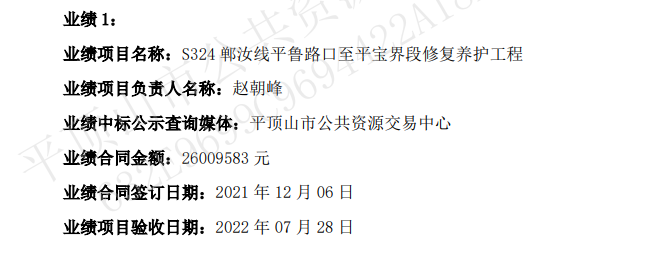 业绩1：
业绩项目名称：S324 郸汝线平鲁路口至平宝界段修复养护工程
业绩项目负责人名称：赵朝峰
业绩中标公示查询媒体：平顶山市公共资源交易中心
业绩合同金额：26009583 元
业绩合同签订日期：2021 年 12 月 06 日
业绩项目验收日期：2022 年 07 月 28 日